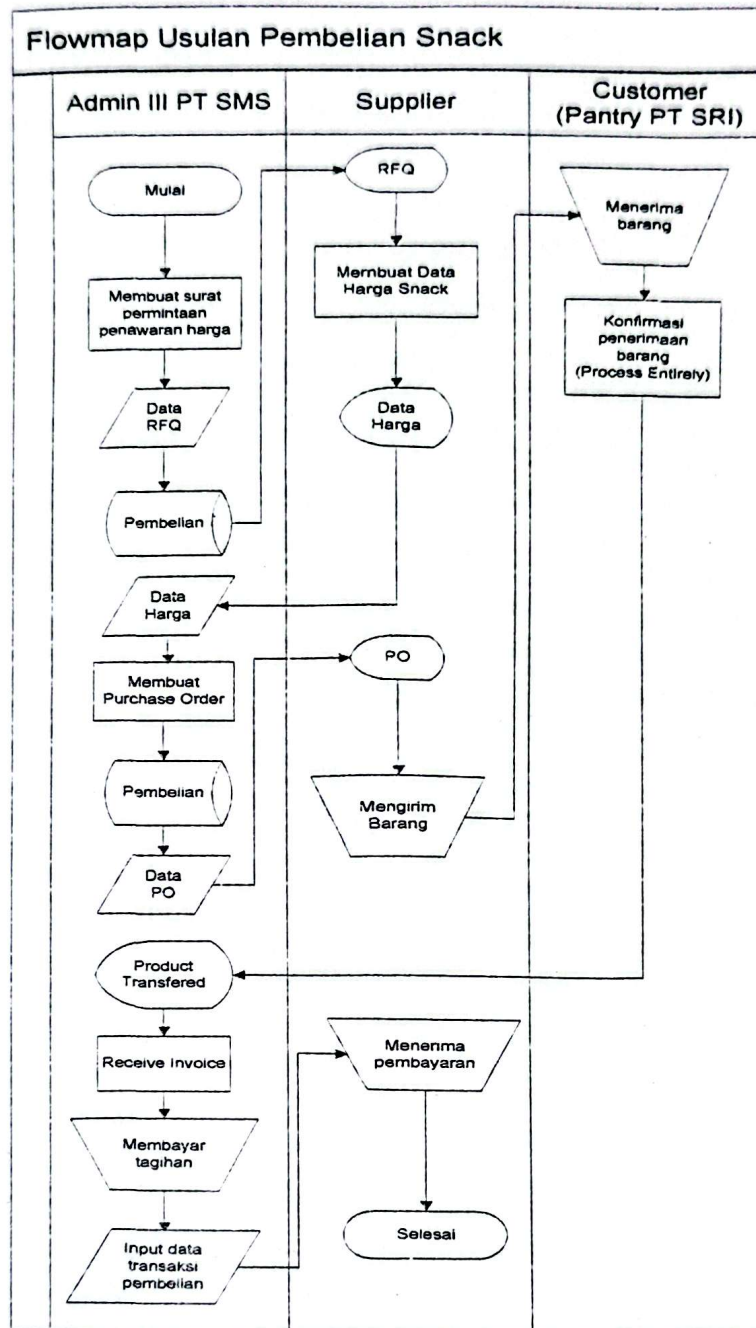 Flowmap Usulan Pembelian Snack
Admin III PT SMS
Supplier
Customer
(Pantry PT SRI)
Mulai
Membuat surat
permintaan
penawaran harga
Data
RFQ
Pembelian
RFQ
Membuat Data
Harga Snack
Data
Harga
Data
Harga
Membuat
Purchase Order
Pembelian
Data
PO
PO
Mengirim
Barang
Menerima
barang
Konfirmasi
penerimaan
barang
(Process Entirely)
Product
Transfered
Receive Invoice
Membayar
tagihan
Input data
transaksi
pembelian
Menerima
pembayaran
Selesai